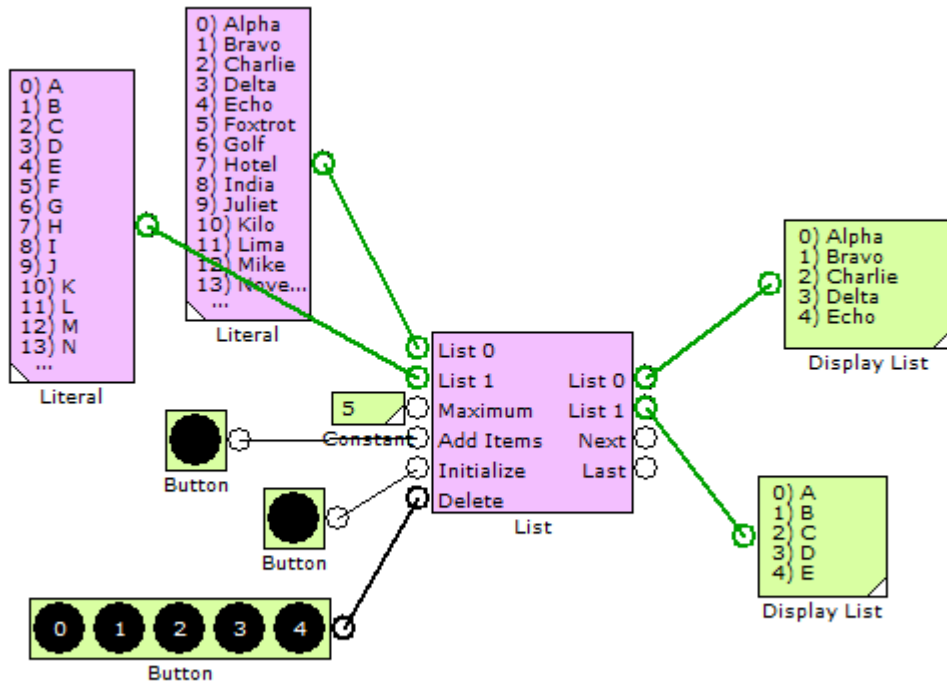 0) A
1) B
2) C
3) D
4) E
5) F
6) G
7) H
8) I
9) J
10) K
11) L
12) M
13) N
...
Literal
0) Alpha
1) Bravo
2) Charlie
3) Delta
4) Echo
5) Foxtrot
6) Golf
7) Hotel
8) India
9) Juliet
10) Kilo
11) Lima
12) Mike
13) Nove...
...
Literal
5
Constant
Button
Button
0 1 2 3 4
Button
List 0
List 1 List 0
Maximum List 1
Add Items Next
Initialize Last
Delete
List
0) Alpha
1) Bravo
2) Charlie
3) Delta
4) Echo
Display List
0) A
1) B
2) C
3) D
4) E
Display List